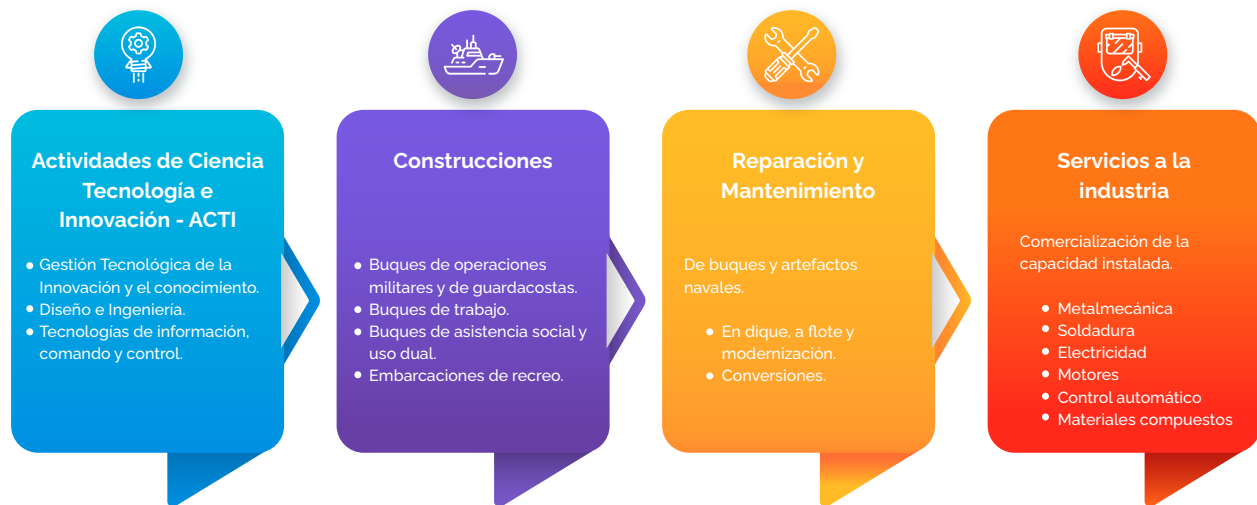 Actividades de Ciencia
Tecnología e
Innovación - ACTI
• Gestión Tecnológica de la
Innovación y el conocimiento.
• Diseño e Ingeniería.
• Tecnologías de información,
comando y control.
Construcciones
• Buques de operaciones
militares y de guardacostas.
• Buques de trabajo.
• Buques de asistencia social y
uso dual.
• Embarcaciones de recreo.
Reparación y
Mantenimiento
De buques y artefactos
navales.
• En dique, a flote y
modernización.
• Conversiones.
Servicios a la
industria
Comercialización de la
capacidad instalada.
• Metalmecánica
• Soldadura
• Electricidad
• Motores
• Control automático
• Materiales compuestos